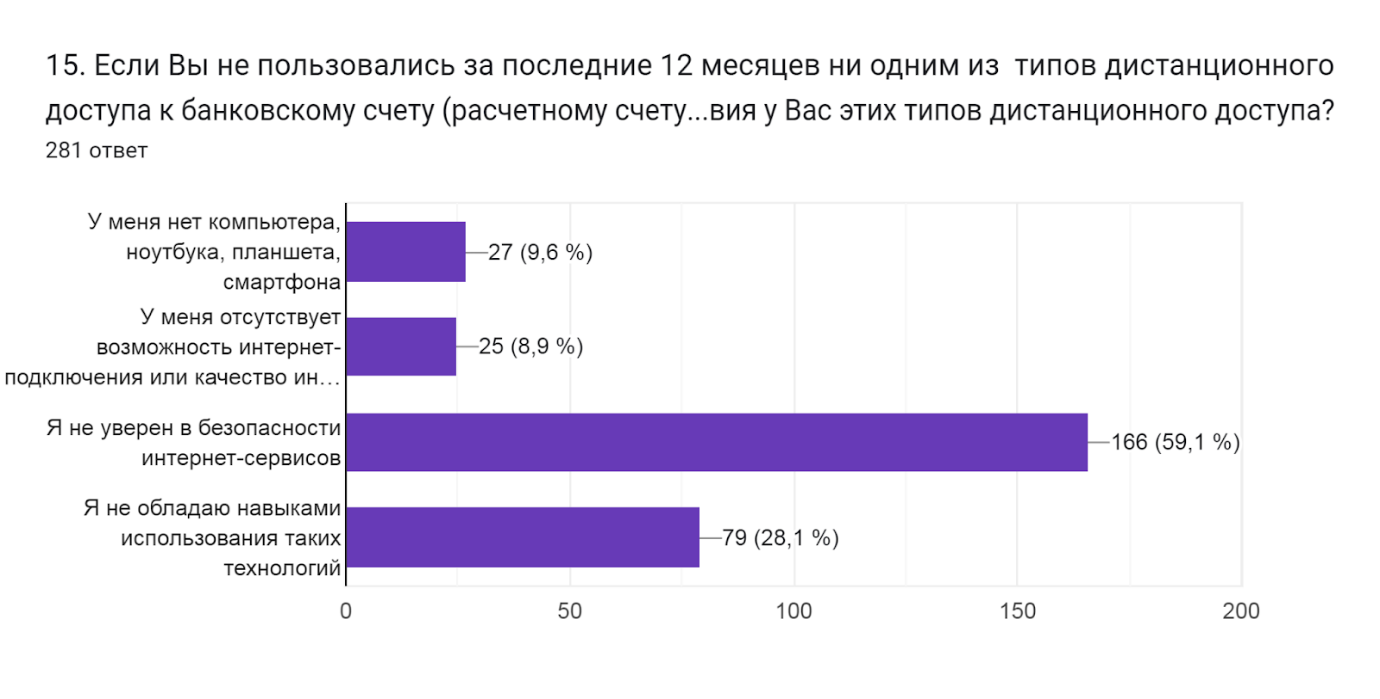 15. Если Вы не пользовались за последние 12 месяцев ни одним из  типов дистанционного
доступа к банковскому счету (расчетному счету...вия у Вас этих типов дистанционного доступа?
281 ответ
У меня нет компьютера,
ноутбука, планшета,
смартфона
27 (9,6 %)
У меня отсутствует
возможность интернет-
подключения или качество ин…
25 (8,9 %)
Я не уверен в безопасности
интернет-сервисов
166 (59,1 %)
Я не обладаю навыками
использования таких
технологий
79 (28,1 %)
0 50 100 150 200